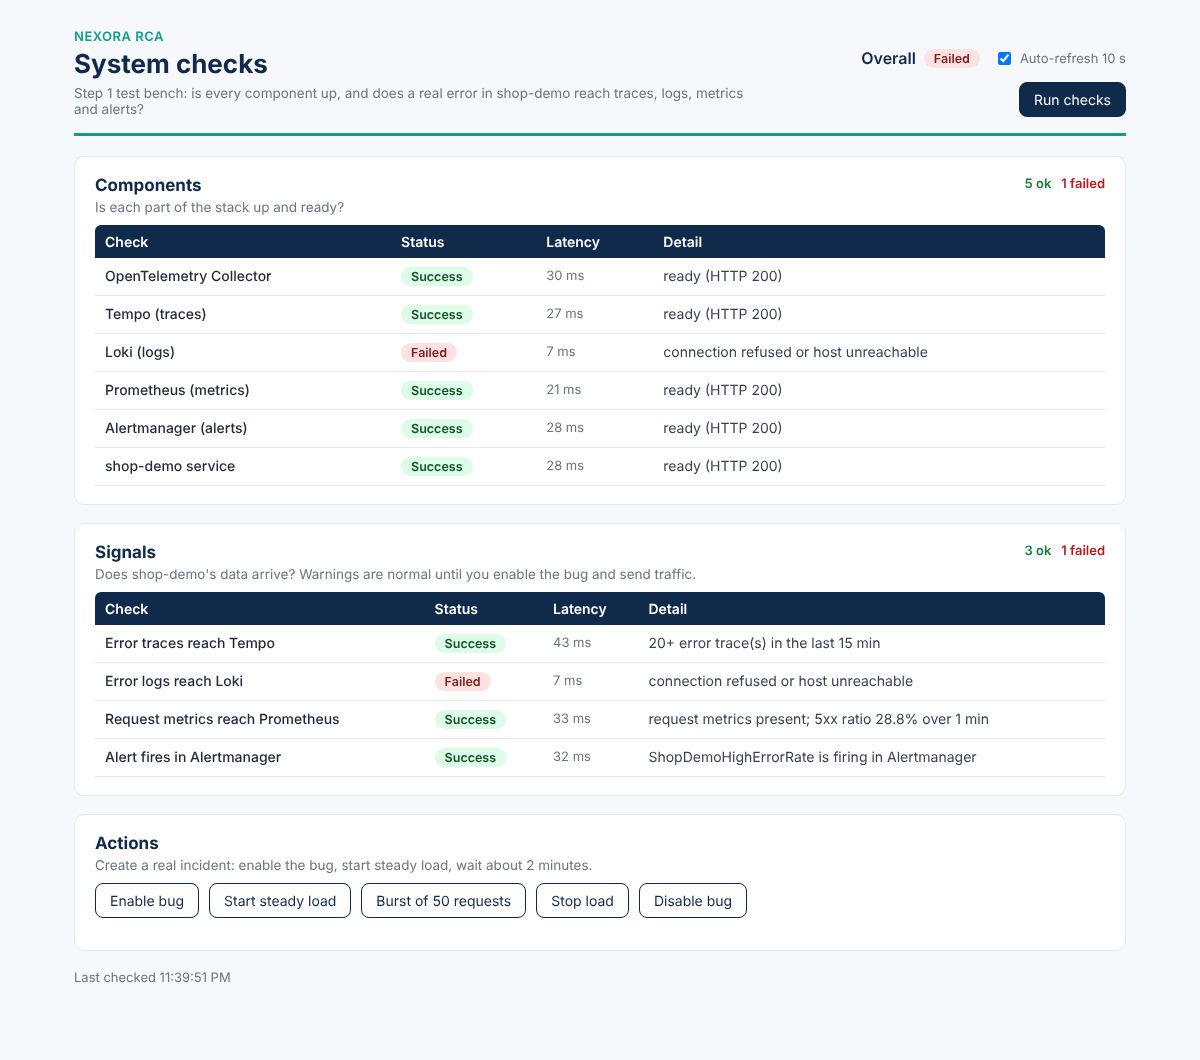 NEXORA RCA
System checks
Overall Failed Auto-refresh 10 s
Step 1 test bench: is every component up, and does a real error in shop-demo reach traces, logs, metrics
and alerts?
Run checks
Components
5 ok 1 failed
Is each part of the stack up and ready?
Check Status Latency Detail
OpenTelemetry Collector Success 30 ms ready (HTTP 200)
Tempo (traces) Success 27 ms ready (HTTP 200)
Loki (logs) Failed 7 ms connection refused or host unreachable
Prometheus (metrics) Success 21 ms ready (HTTP 200)
Alertmanager (alerts) Success 28 ms ready (HTTP 200)
shop-demo service Success 28 ms ready (HTTP 200)
Signals
3 ok 1 failed
Does shop-demo's data arrive? Warnings are normal until you enable the bug and send traffic.
Check Status Latency Detail
Error traces reach Tempo Success 43 ms 20+ error trace(s) in the last 15 min
Error logs reach Loki Failed 7 ms connection refused or host unreachable
Request metrics reach Prometheus Success 33 ms request metrics present; 5xx ratio 28.8% over 1 min
Alert fires in Alertmanager Success 32 ms ShopDemoHighErrorRate is firing in Alertmanager
Actions
Create a real incident: enable the bug, start steady load, wait about 2 minutes.
Enable bug Start steady load Burst of 50 requests Stop load Disable bug
Last checked 11:39:51 PM